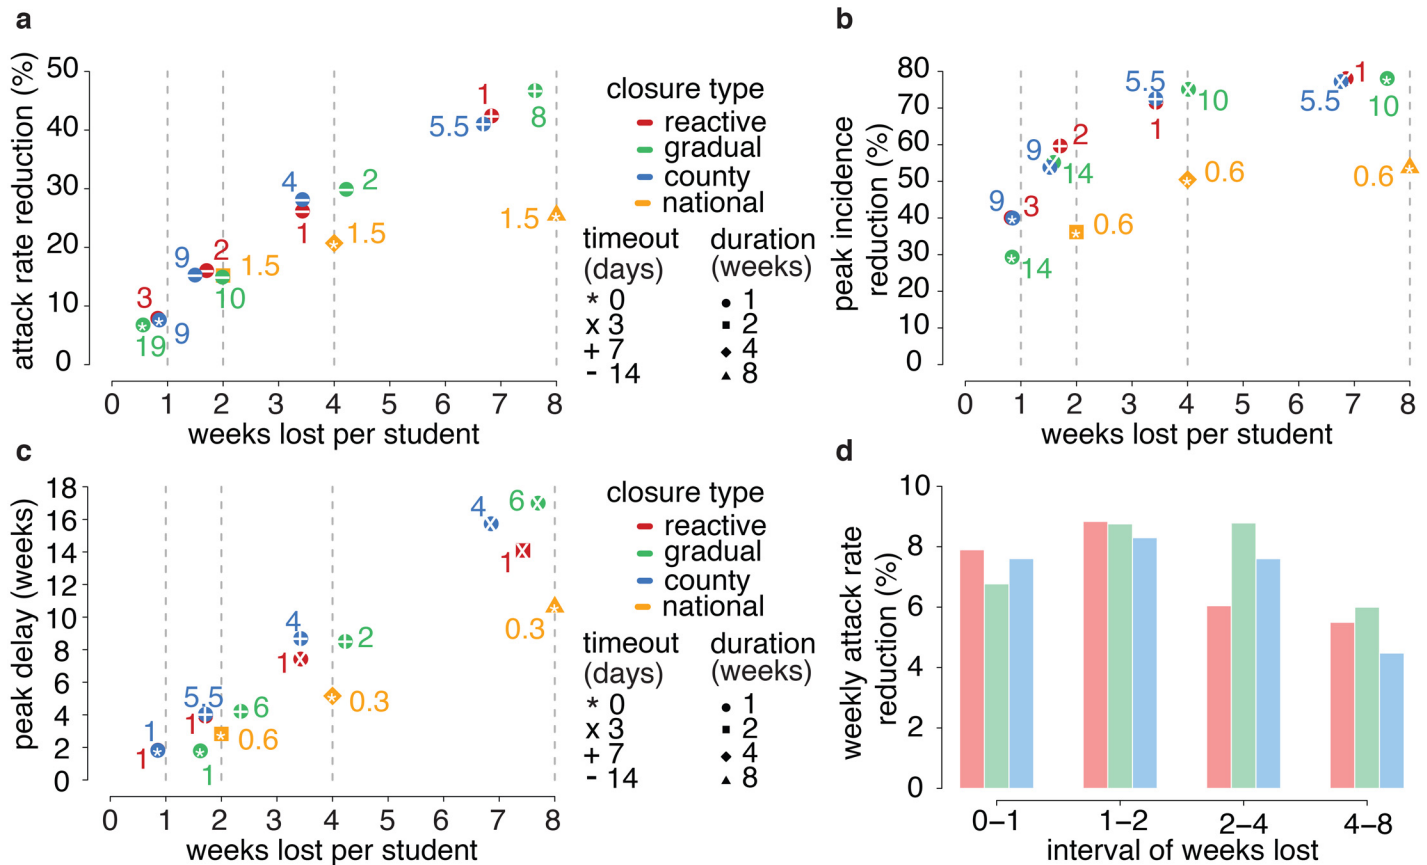 a
attack rate reduction (%)
50
40
30
20
10
0
0 1 2 3 4 5 6 7 8
weeks lost per student
3
19
9
9
2
1.5
10
4
1
2
1.5
5.5
1
8
1.5
closure type
reactive
gradual
county
national
timeout
(days)
* 0
x 3
+ 7
- 14
duration
(weeks)
1
2
4
8
b
peak incidence
reduction (%)
80
70
60
50
40
30
20
10
0
0 1 2 3 4 5 6 7 8
weeks lost per student
9
3
14
9
2
14
0.6
5.5
1
10
0.6
5.5
1
10
0.6
c
peak delay (weeks)
18
16
14
12
10
8
6
4
2
0
0 1 2 3 4 5 6 7 8
weeks lost per student
1
1
5.5
1
1
6
0.6
4
1
2
0.3
4
6
1
0.3
closure type
reactive
gradual
county
national
timeout
(days)
* 0
x 3
+ 7
- 14
duration
(weeks)
1
2
4
8
d
weekly attack rate
reduction (%)
10
8
6
4
2
0
0–1 1–2 2–4 4–8
interval of weeks lost